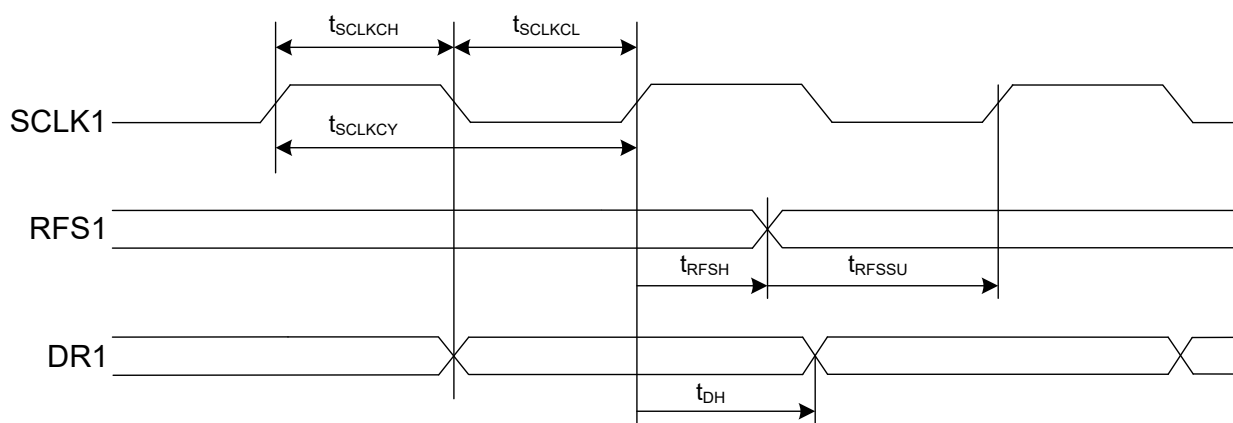 tSCLKCH tSCLKCL
SCLK1
tSCLKCY
RFS1
tRFSH tRFSSU
DR1
tDH